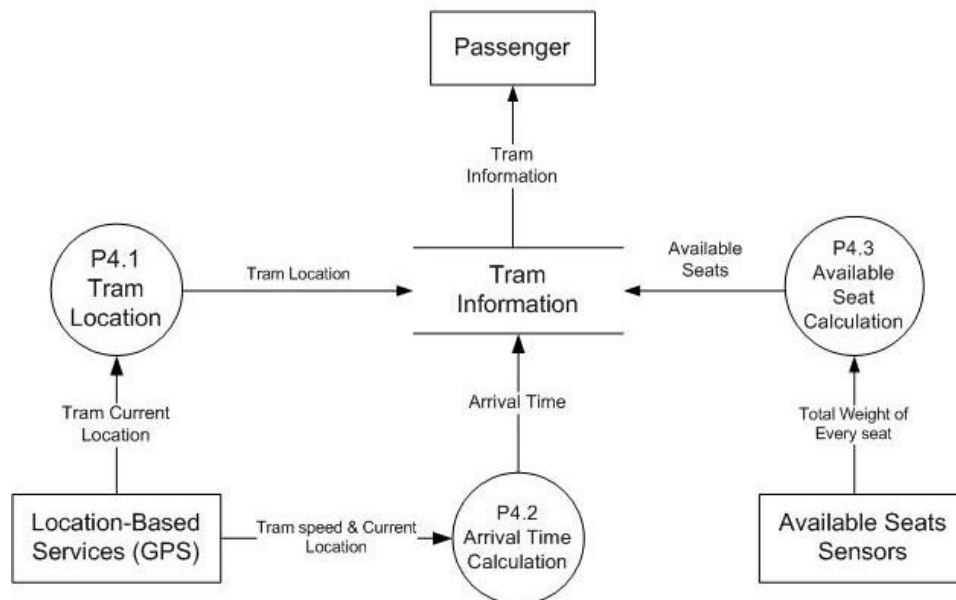 Passenger
Tram
Information
P4.1
Tram
Location
Tram Location
Tram
Information
Available
Seats
P4.3
Available
Seat
Calculation
Tram Current
Location
Arrival Time
Total Weight of
Every seat
Location-Based
Services (GPS)
Tram speed & Current
Location
P4.2
Arrival Time
Calculation
Available Seats
Sensors